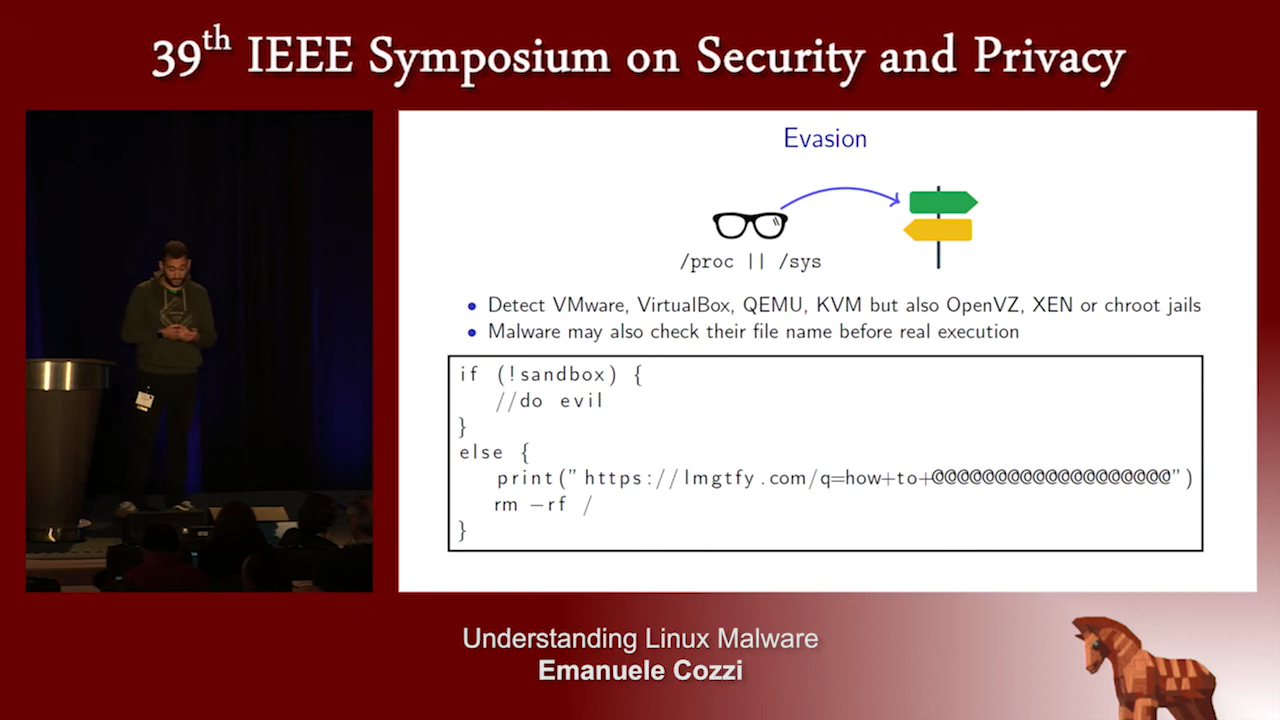 39th IEEE Symposium on Security and Privacy
Evasion
/proc || /sys
• Detect VMware, VirtualBox, QEMU, KVM but also OpenVZ, XEN or chroot jails
• Malware may also check their file name before real execution
if (!sandbox) {
//do evil
}
else {
print("https://lmgtfy.com/q=how+to+@@@@@@@@@@@@@@@@@@@")
rm -rf /
}
Understanding Linux Malware
Emanuele Cozzi